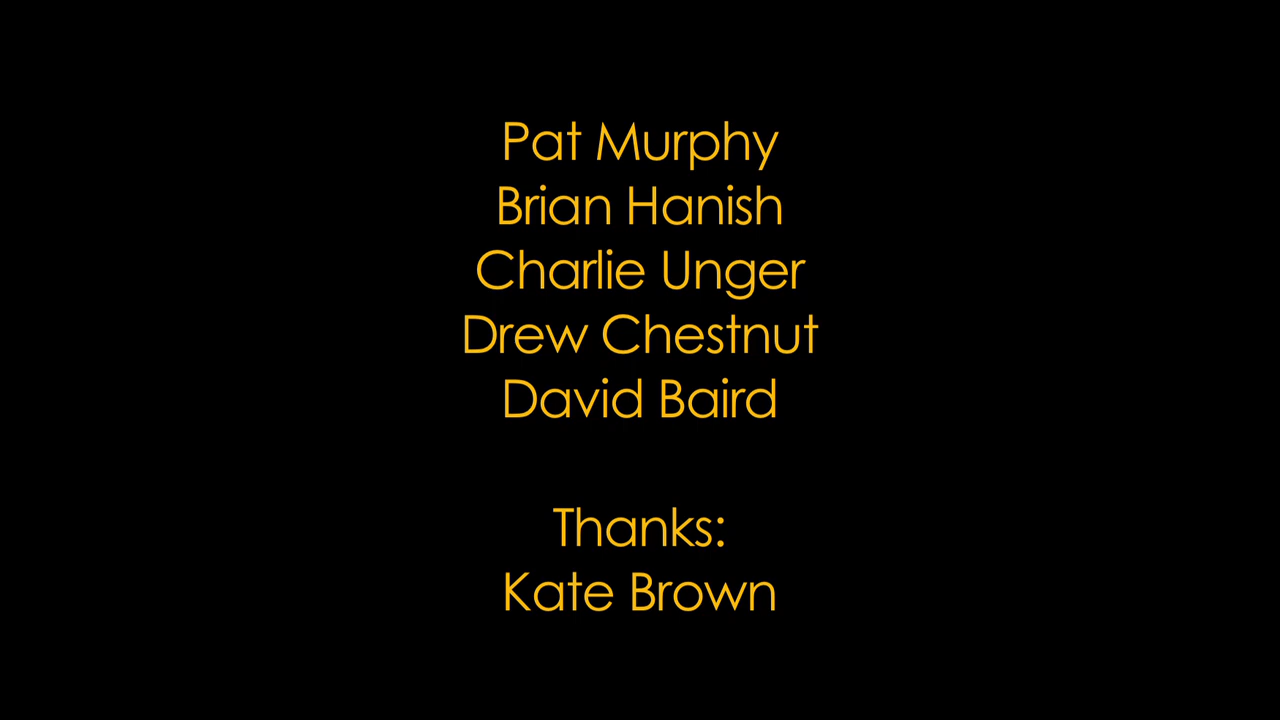 Pat Murphy
Brian Hanish
Charlie Unger
Drew Chestnut
David Baird
Thanks:
Kate Brown